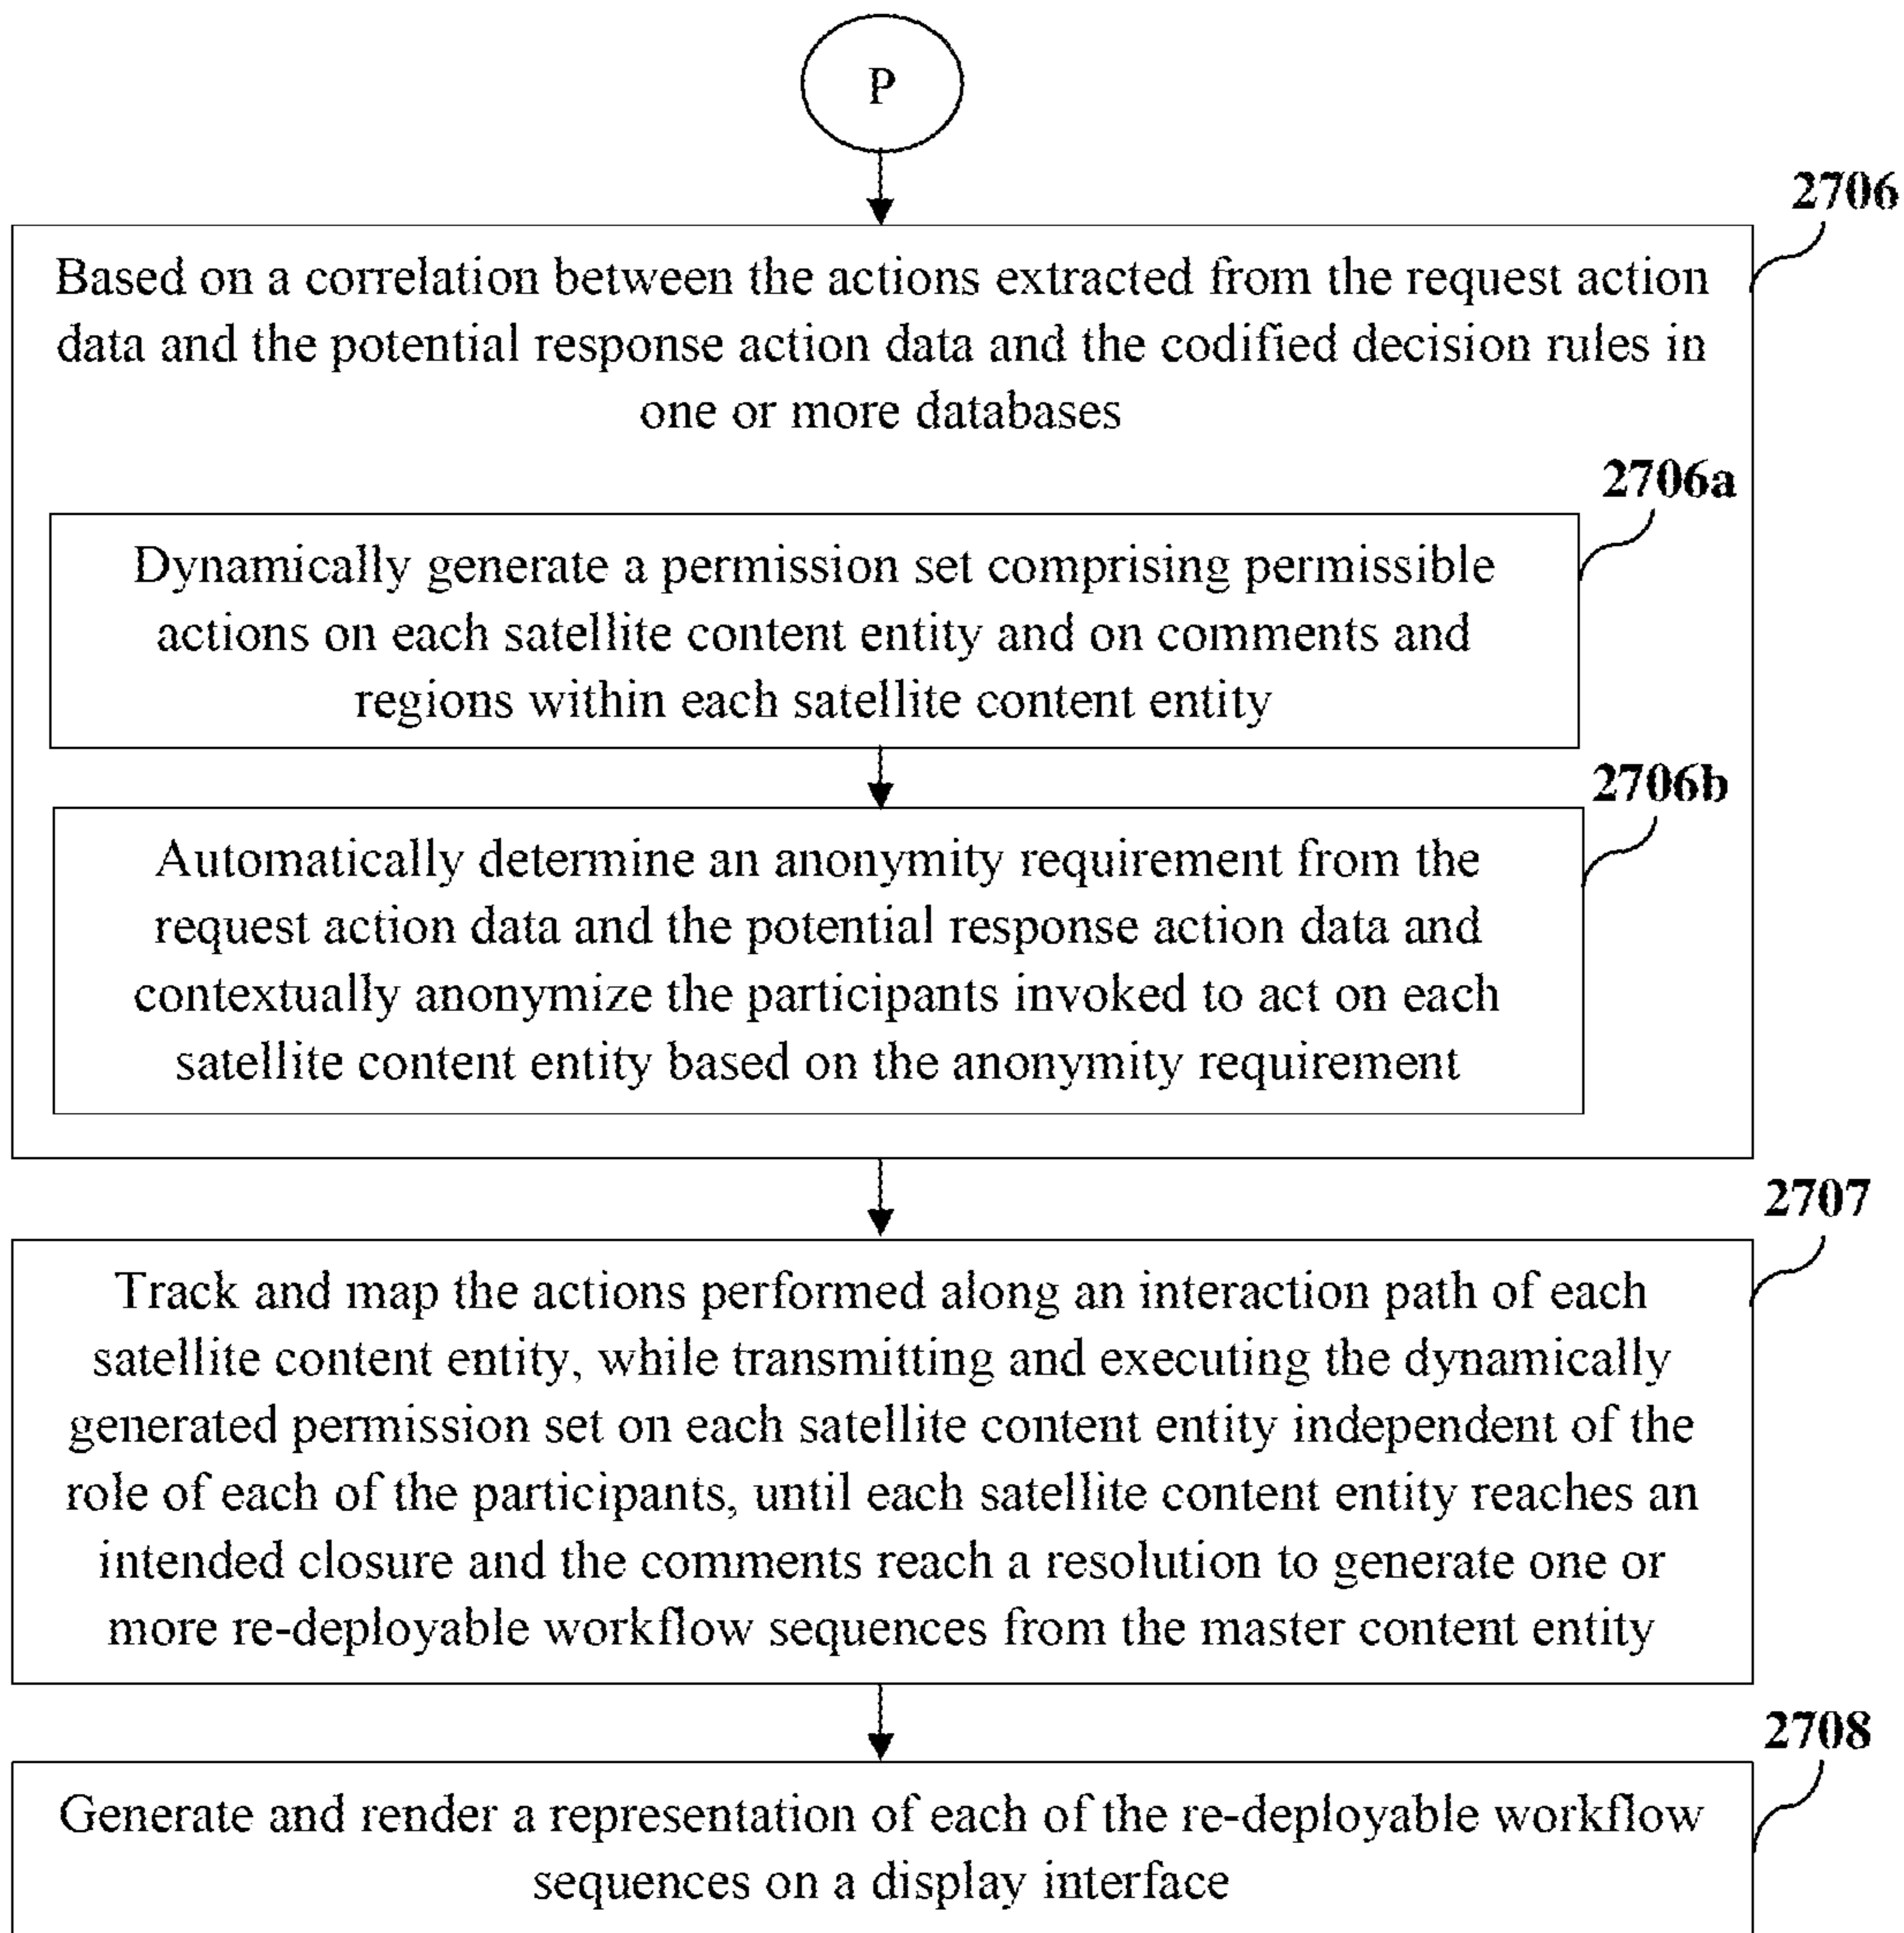 P
2706
Based on a correlation between the actions extracted from the request action
data and the potential response action data and the codified decision rules in
one or more databases
2706a
Dynamically generate a permission set comprising permissible
actions on each satellite content entity and on comments and
regions within each satellite content entity
2706b
Automatically determine an anonymity requirement from the
request action data and the potential response action data and
contextually anonymize the participants invoked to act on each
satellite content entity based on the anonymity requirement
2707
Track and map the actions performed along an interaction path of each
satellite content entity, while transmitting and executing the dynamically
generated permission set on each satellite content entity independent of the
role of each of the participants, until each satellite content entity reaches an
intended closure and the comments reach a resolution to generate one or
more re-deployable workflow sequences from the master content entity
2708
Generate and render a representation of each of the re-deployable workflow
sequences on a display interface